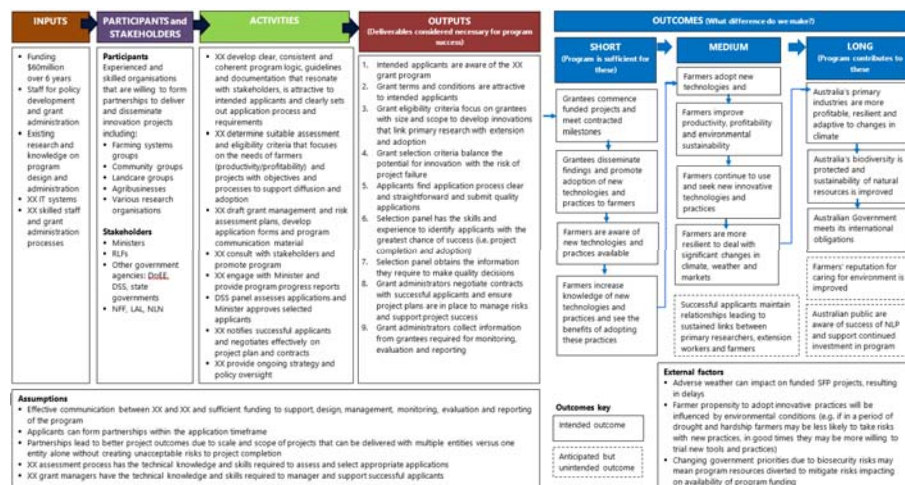 INPUTS
Funding
$60million
over 6 years
Staff for policy
development
and grant
administration
Existing
research and
knowledge on
program
design and
administration
XX IT systems
XX skilled staff
and grant
administration
processes
PARTICIPANTS and
STAKEHOLDERS
Participants
Experienced and
skilled organisations
that are willing to form
partnerships to deliver
and disseminate
innovation projects
including:
Farming systems
groups
Community groups
Landcare groups
Agribusinesses
Various research
organisations
Stakeholders
Ministers
RLFs
Other government
agencies: DoEE,
DSS, state
governments
NFF, LAL, NLN
ACTIVITIES
XX develop clear, consistent and
coherent program logic, guidelines
and documentation that resonate
with stakeholders, is attractive to
intended applicants and clearly sets
out application process and
requirements
XX determine suitable assessment
and eligibility criteria that focuses on
the needs of farmers
(productivity/profitability) and
projects with objectives and
processes to support diffusion and
adoption
XX draft grant management and risk
assessment plans, develop
application forms and program
communication material
XX consult with stakeholders and
promote program
XX engage with Minister and provide
program progress reports
DSS panel assesses applications and
Minister approves selected
applicants
XX notifies successful applicants and
negotiates effectively on
project plan and contracts
XX provide ongoing strategy and
policy oversight
OUTPUTS
(Deliverables considered necessary for program
success)
1. Intended applicants are aware of the XX
grant program
2. Grant terms and conditions are attractive
to intended applicants
3. Grant eligibility criteria focus on grantees
with size and scope to develop innovations
that link primary research with extension
and adoption
4. Grant selection criteria balance the
potential for innovation with the risk of
project failure
5. Applicants find application process clear
and straightforward and submit quality
applications
6. Selection panel has the skills and
experience to identify applicants with the
greatest chance of success (i.e. project
completion and adoption)
7. Selection panel obtains the information
they require to make quality decisions
8. Grant administrators negotiate contracts
with successful applicants and ensure
project plans are in place to manage risks
and support project success
9. Grant administrators collect information
from grantees required for monitoring,
evaluation and reporting
OUTCOMES (What difference do we make?)
SHORT
(Program is sufficient for
these)
Grantees commence
funded projects and
meet contracted
milestones
Grantees disseminate
findings and promote
adoption of new
technologies and
practices to farmers
Farmers are aware of
new technologies and
practices available
Farmers increase
knowledge of new
technologies and
practices and see the
benefits of adopting
these practices
MEDIUM
Farmers adopt new
technologies and
Farmers improve
productivity, profitability
and environmental
sustainability
Farmers continue to use
and seek new innovative
technologies and
practices
Farmers are more
resilient to deal with
significant changes in
climate, weather and
markets
Successful applicants maintain
relationships leading to
sustained links between
primary researchers, extension
workers and farmers
LONG
(Program contributes to
these
Australia's primary
industries are more
profitable, resilient and
adaptive to changes in
climate
Australia's biodiversity is
protected and
sustainability of natural
resources is improved
Australian Government
meets its international
obligations
Farmers' reputation for
caring for environment is
improved
Australian public are
aware of success of NLP
and support continued
investment in program
Assumptions
Effective communication between XX and XX and sufficient funding to support, design, management, monitoring, evaluation and reporting
of the program
Applicants can form partnerships within the application timeframe
Partnerships lead to better project outcomes due to scale and scope of projects that can be delivered with multiple entities versus one
entity alone without creating unacceptable risks to project completion
XX assessment process has the technical knowledge and skills required to assess and select appropriate applications
XX grant managers have the technical knowledge and skills required to manager and support successful applicants
Outcomes key
Intended outcome
Anticipated but
unintended outcome
External factors
Adverse weather can impact on funded SFP projects, resulting
in delays
Farmer propensity to adopt innovative practices will be
influenced by environmental conditions (e.g. if in a period of
drought and hardship farmers may be less likely to take risks
with new practices, in good times they may be more willing to
trial new tools and practices)
Changing government priorities due to biosecurity risks may
mean program resources diverted to mitigate risks impacting
on availability of program funding